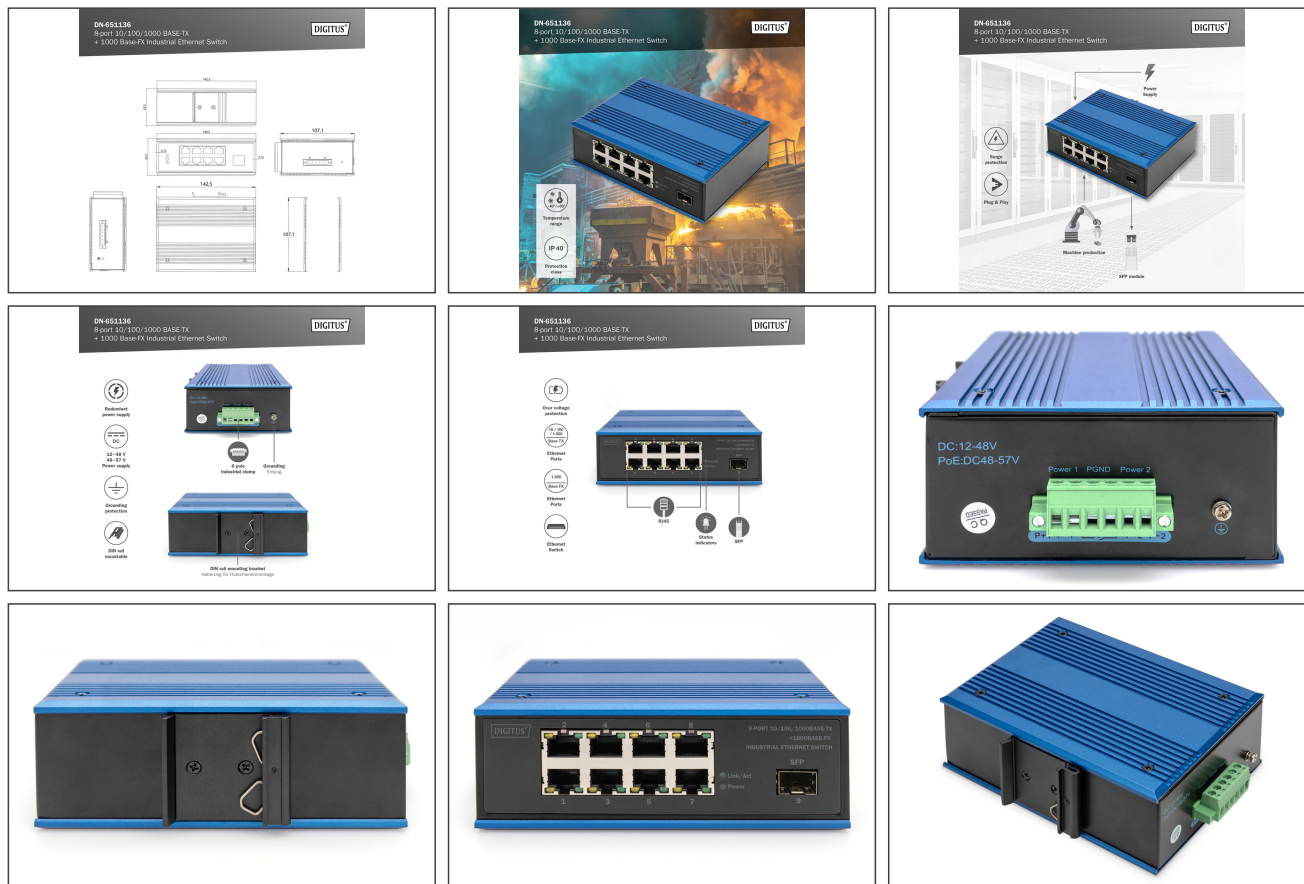 DN-651136
8-port 10/100/1000 BASE-TX
+ 1000 Base-FX Industrial Ethernet Switch
DIGITUS®
107,1
142,5
107,1
DN-651136
8-port 10/100/1000 BASE-TX
+ 1000 Base-FX Industrial Ethernet Switch
DIGITUS®
Temperature
range
IP 40
Protection
class
DN-651136
8-port 10/100/1000 BASE-TX
+ 1000 Base-FX Industrial Ethernet Switch
DIGITUS®
Power
Supply
Surge
protection
Plug & Play
Machine production
SFP module
DN-651136
8-port 10/100/1000 BASE-TX
+ 1000 Base-FX Industrial Ethernet Switch
DIGITUS®
Redundant
power supply
DC
12–48 V
48–57 V
Power supply
Grounding
protection
DIN rail
mountable
DC:12-48V
PoE:DC48-57V
6 pole
industrial clamp
Grounding
Erdung
DIN rail mounting bracket
Halterung für Hutschienenmontage
DN-651136
8-port 10/100/1000 BASE-TX
+ 1000 Base-FX Industrial Ethernet Switch
DIGITUS®
Over voltage
protection
10 / 100
/ 1.000
Base TX
Ethernet
Ports
1.000
Base FX
Ethernet
Ports
Ethernet
Switch
RJ45
Status
indicators
SFP
DC:12-48V
PoE:DC48-57V
Power 1 PGND Power 2
QC
PASSED
DIGITUS®
2 4 6 8
8-PORT 10/100/1000BASE-TX
+1000BASE-FX
INDUSTRIAL ETHERNET SWITCH
SFP
Link/Act
Power
1 3 5 7
9